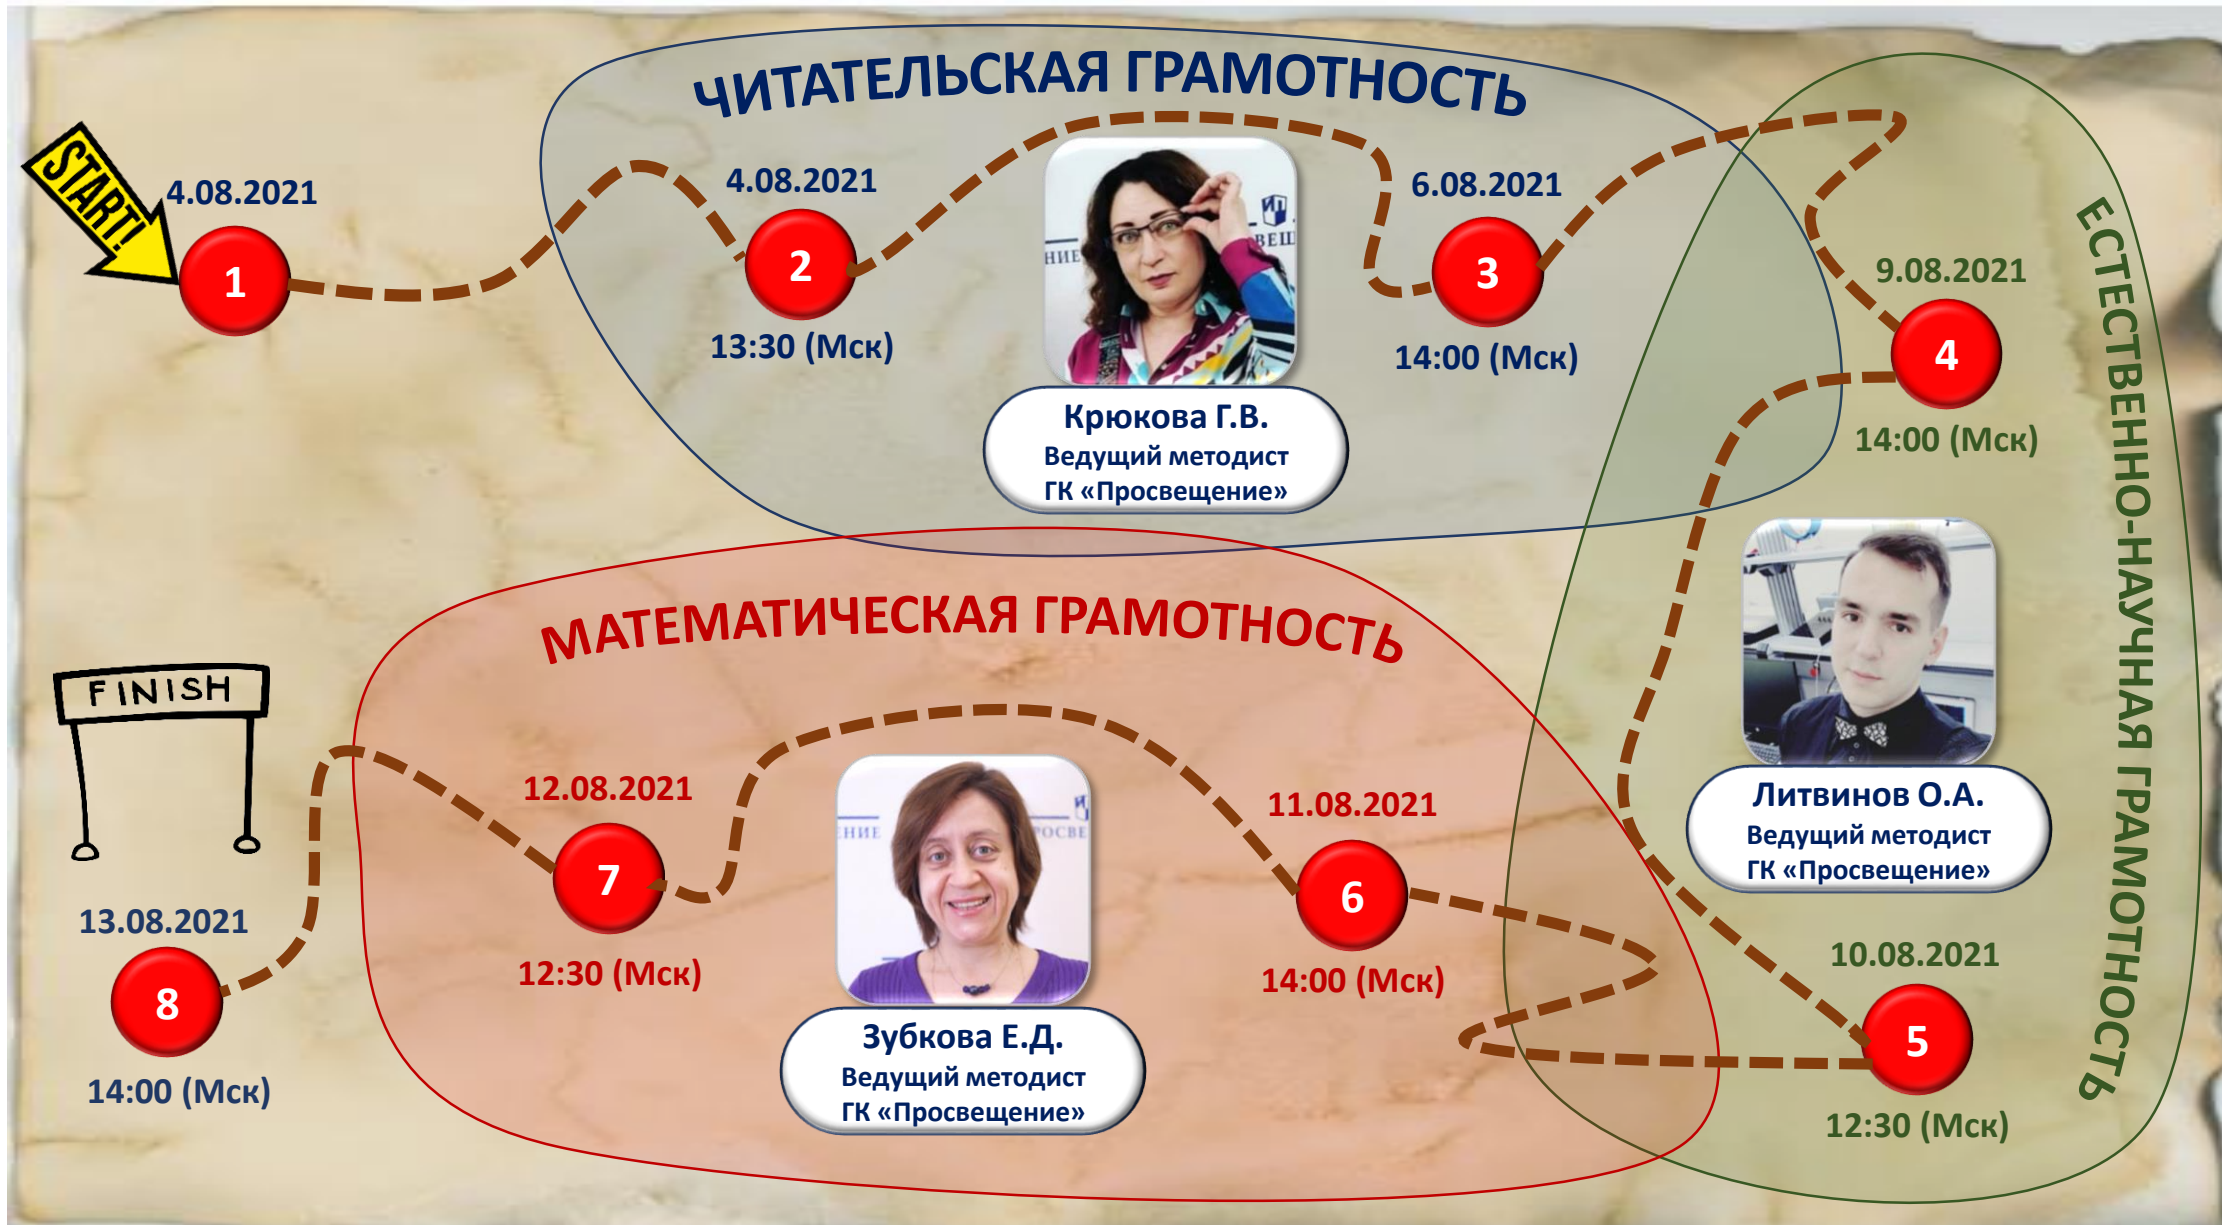 ЧИТАТЕЛЬСКАЯ ГРАМОТНОСТЬ
START!
4.08.2021
1
4.08.2021
2
13:30 (Мск)
НИЕ
ВЕЩ
Крюкова Г.В.
Ведущий методист
ГК «Просвещение»
6.08.2021
3
14:00 (Мск)
ЕСТЕСТВЕННО-НАУЧНАЯ ГРАМОТНОСТЬ
9.08.2021
4
14:00 (Мск)
Литвинов О.А.
Ведущий методист
ГК «Просвещение»
10.08.2021
5
12:30 (Мск)
МАТЕМАТИЧЕСКАЯ ГРАМОТНОСТЬ
11.08.2021
6
14:00 (Мск)
ЕНИЕ
РОСВЕ
Зубкова Е.Д.
Ведущий методист
ГК «Просвещение»
12.08.2021
7
12:30 (Мск)
FINISH
13.08.2021
8
14:00 (Мск)